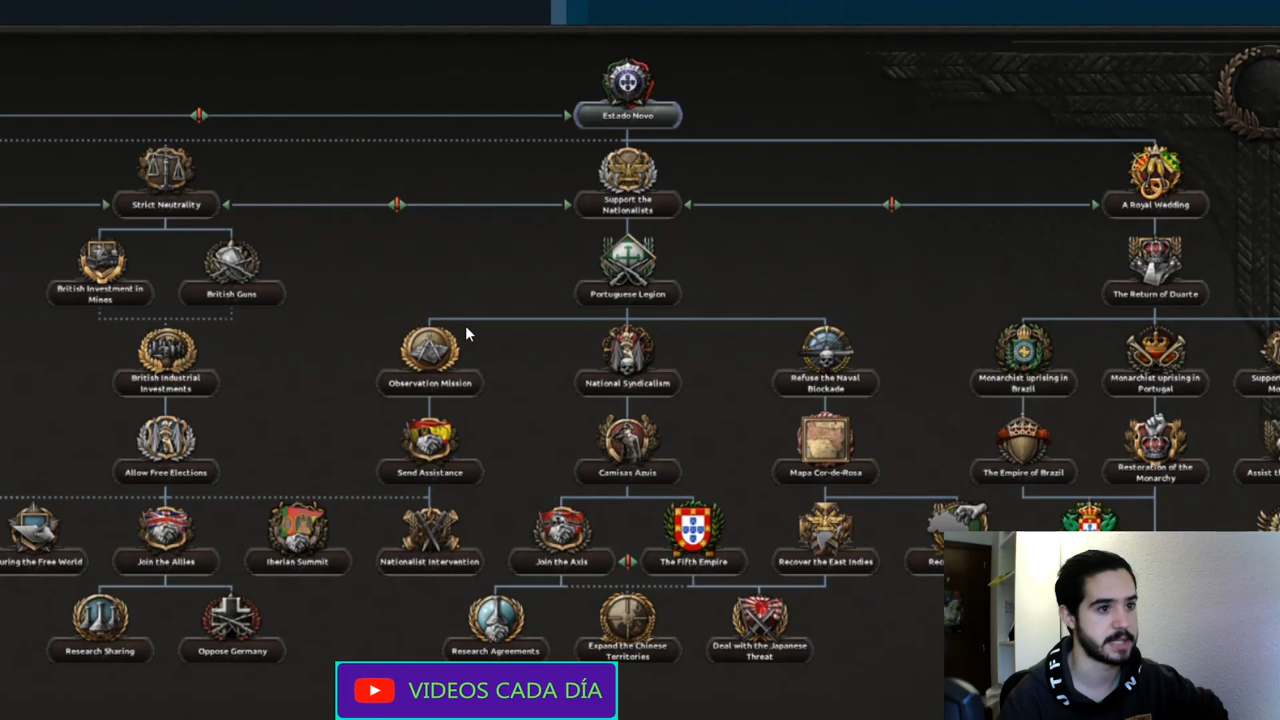 Estado Novo
Strict Neutrality
Support the
Nationalists
A Royal Wedding
British Investment in
Mines
British Guns
Portuguese Legion
The Return of Duarte
British Industrial
Investments
Observation Mission
National Syndicalism
Refuse the Naval
Blockade
Monarchist uprising in
Brazil
Monarchist uprising in
Portugal
Allow Free Elections
Send Assistance
Camisas Azuis
Mapa Cor-de-Rosa
The Empire of Brazil
Restoration of the
Monarchy
Assist
the Free World
Join the Allies
Iberian Summit
Nationalist Intervention
Join the Axis
The Fifth Empire
Recover the East Indies
Research Sharing
Oppose Germany
Research Agreements
Expand the Chinese
Territories
Deal with the Japanese
Threat
VIDEOS CADA DÍA